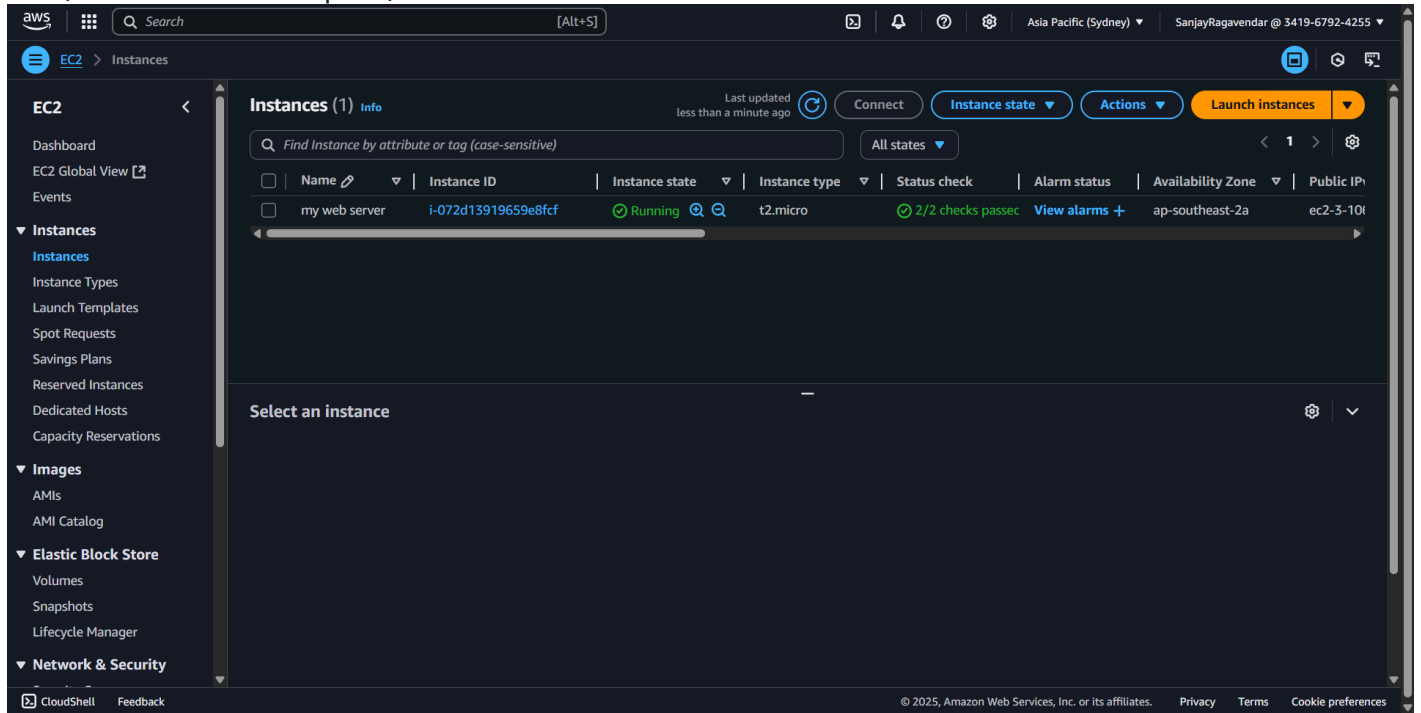 aws Search [Alt+S] Asia Pacific (Sydney) SanjayRagavendar @ 3419-6792-4255
EC2 > Instances
EC2
Dashboard
EC2 Global View
Events
Instances
Instances
Instance Types
Launch Templates
Spot Requests
Savings Plans
Reserved Instances
Dedicated Hosts
Capacity Reservations
Images
AMIs
AMI Catalog
Elastic Block Store
Volumes
Snapshots
Lifecycle Manager
Network & Security
Instances (1) Info
Last updated
less than a minute ago
Connect Instance state Actions Launch instances
Find Instance by attribute or tag (case-sensitive) All states 1
Name Instance ID Instance state Instance type Status check Alarm status Availability Zone Public IPv
my web server i-072d13919659e8fcf Running t2.micro 2/2 checks passec View alarms + ap-southeast-2a ec2-3-106
Select an instance
CloudShell Feedback © 2025, Amazon Web Services, Inc. or its affiliates. Privacy Terms Cookie preferences